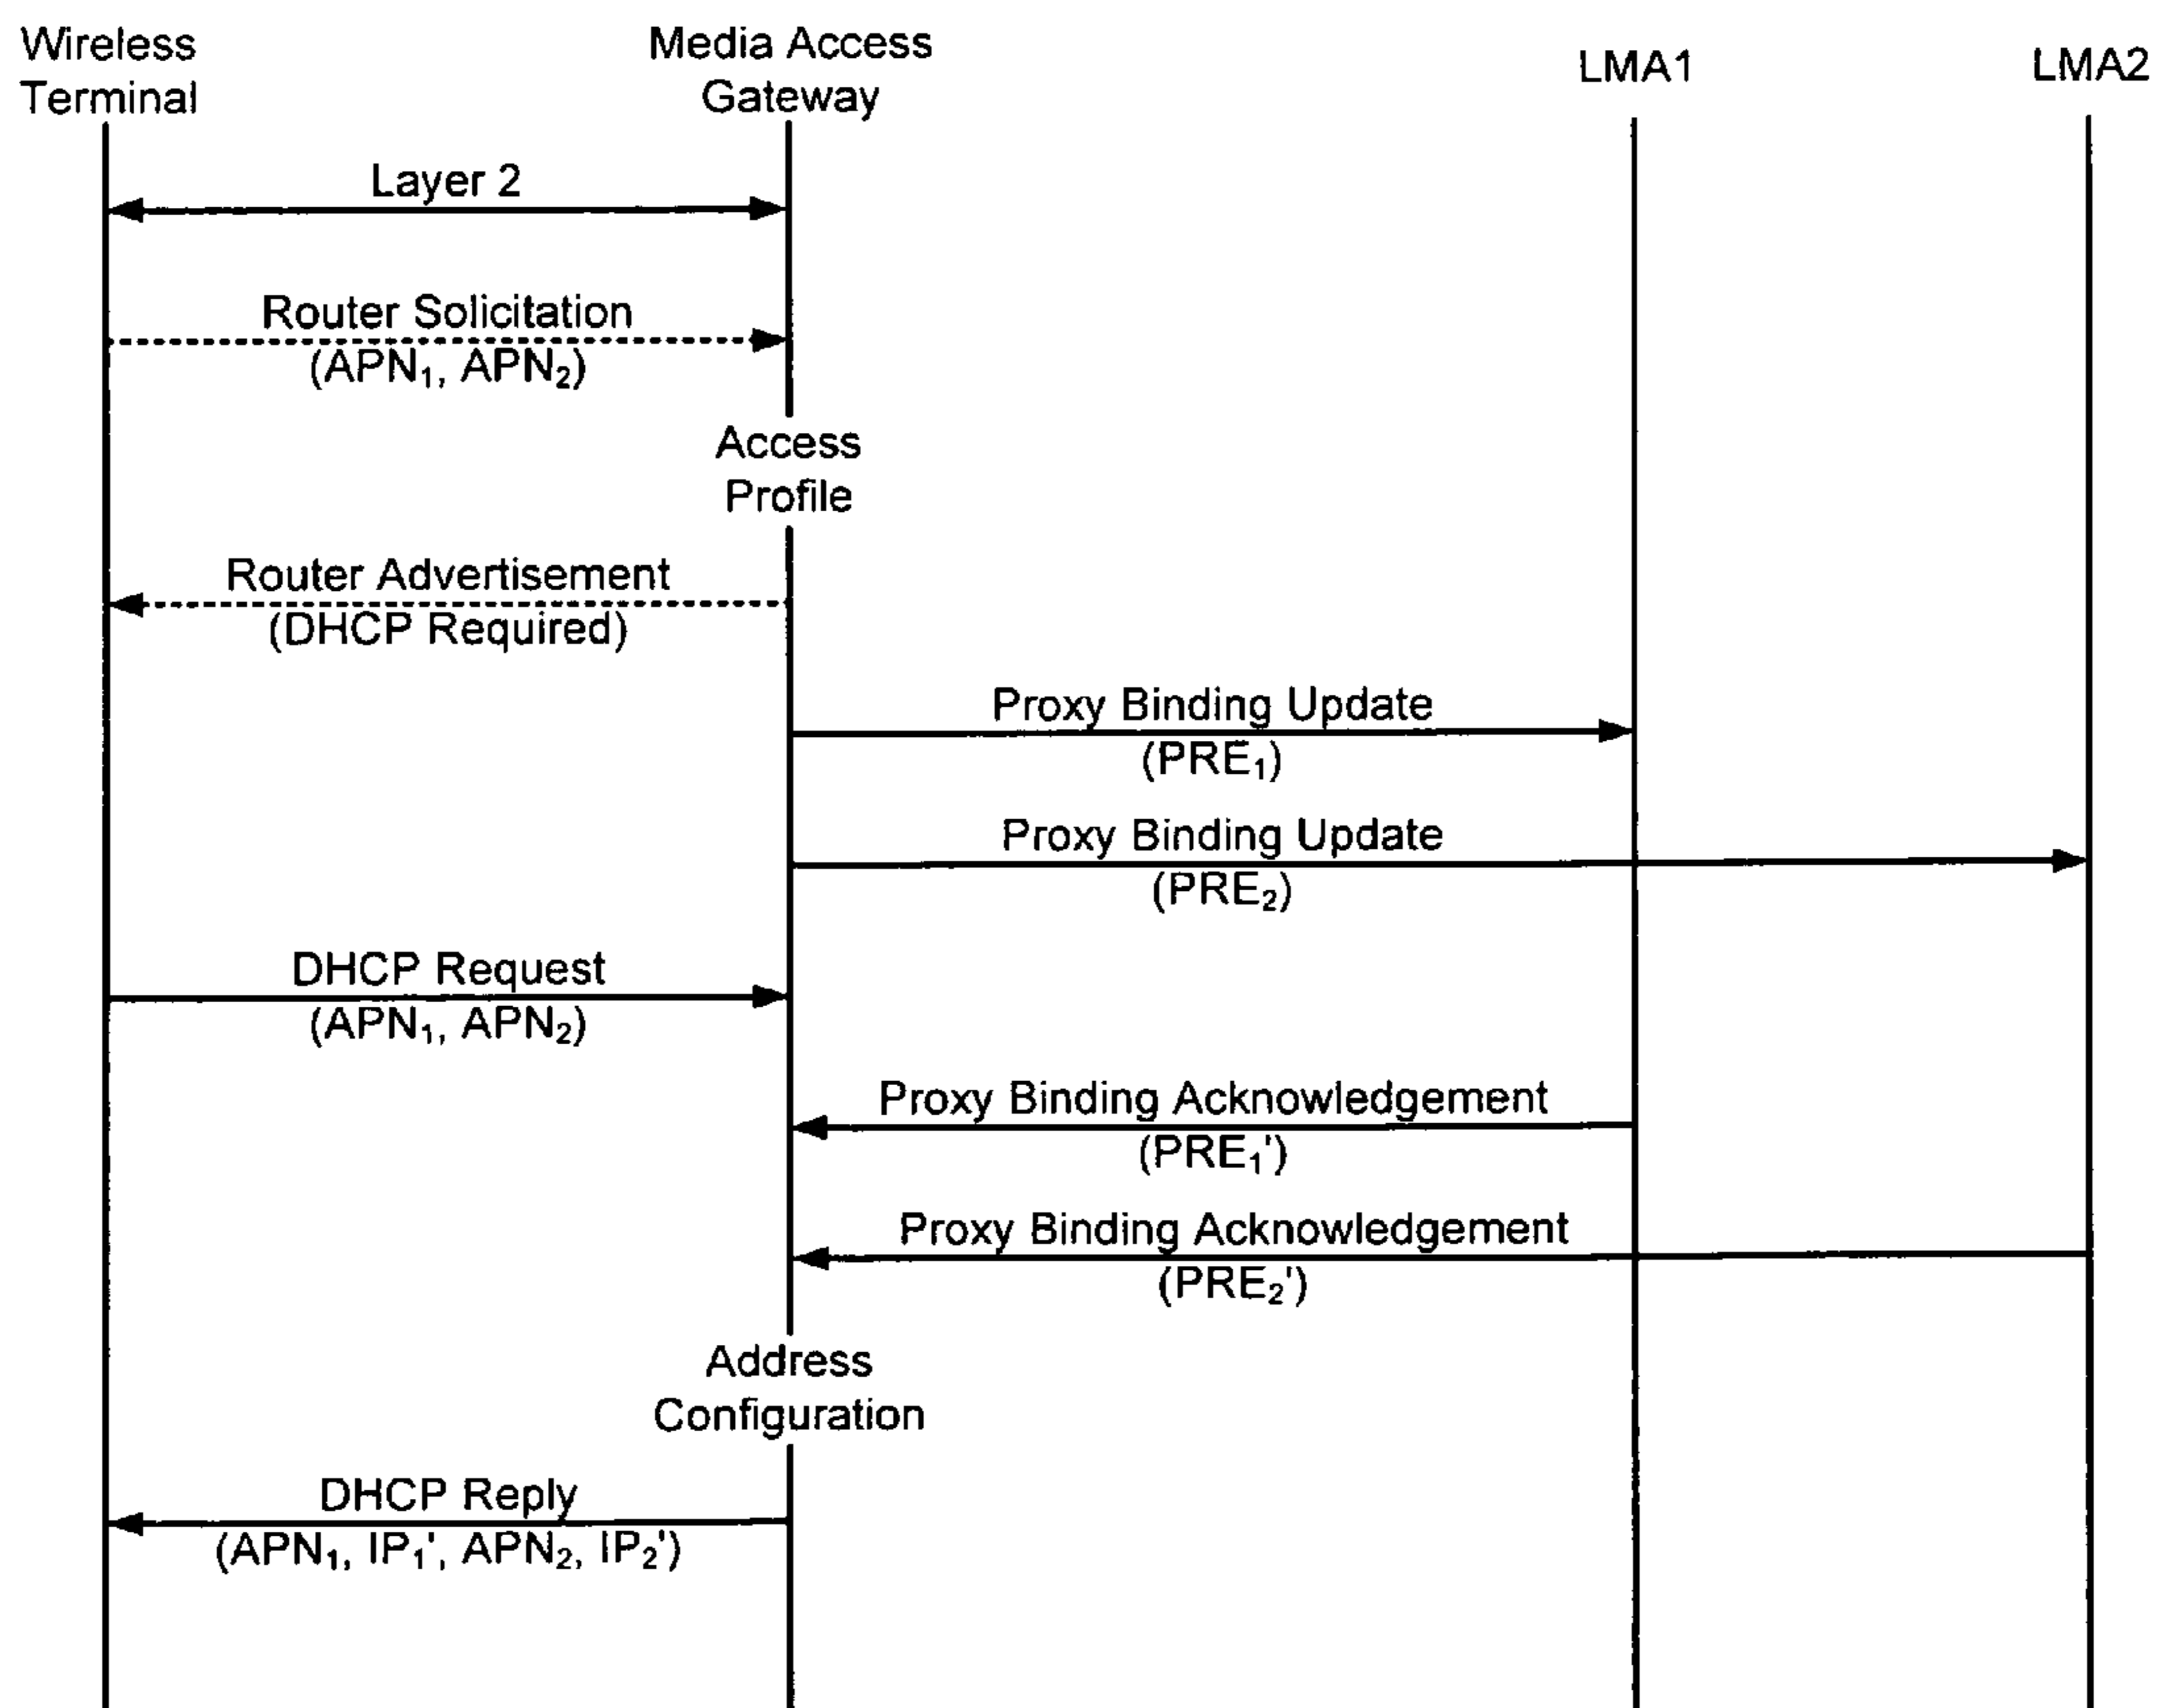 Wireless
Terminal
Media Access
Gateway
LMA1
LMA2
Layer 2
Router Solicitation
(APN₁, APN₂)
Access
Profile
Router Advertisement
(DHCP Required)
Proxy Binding Update
(PRE₁)
Proxy Binding Update
(PRE₂)
DHCP Request
(APN₁, APN₂)
Proxy Binding Acknowledgement
(PRE₁')
Proxy Binding Acknowledgement
(PRE₂')
Address
Configuration
DHCP Reply
(APN₁, IP₁', APN₂, IP₂')